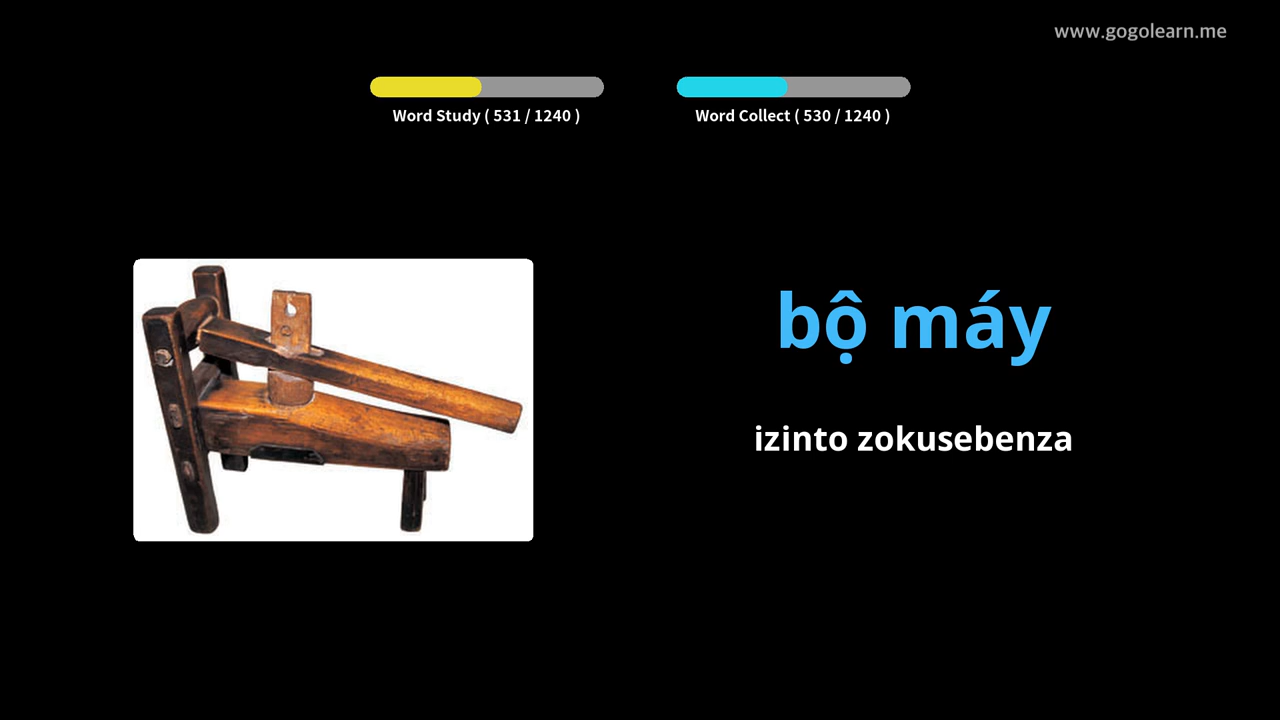 www.gogolearn.me
Word Study ( 531 / 1240 )
Word Collect ( 530 / 1240 )
bộ máy
izinto zokusebenza